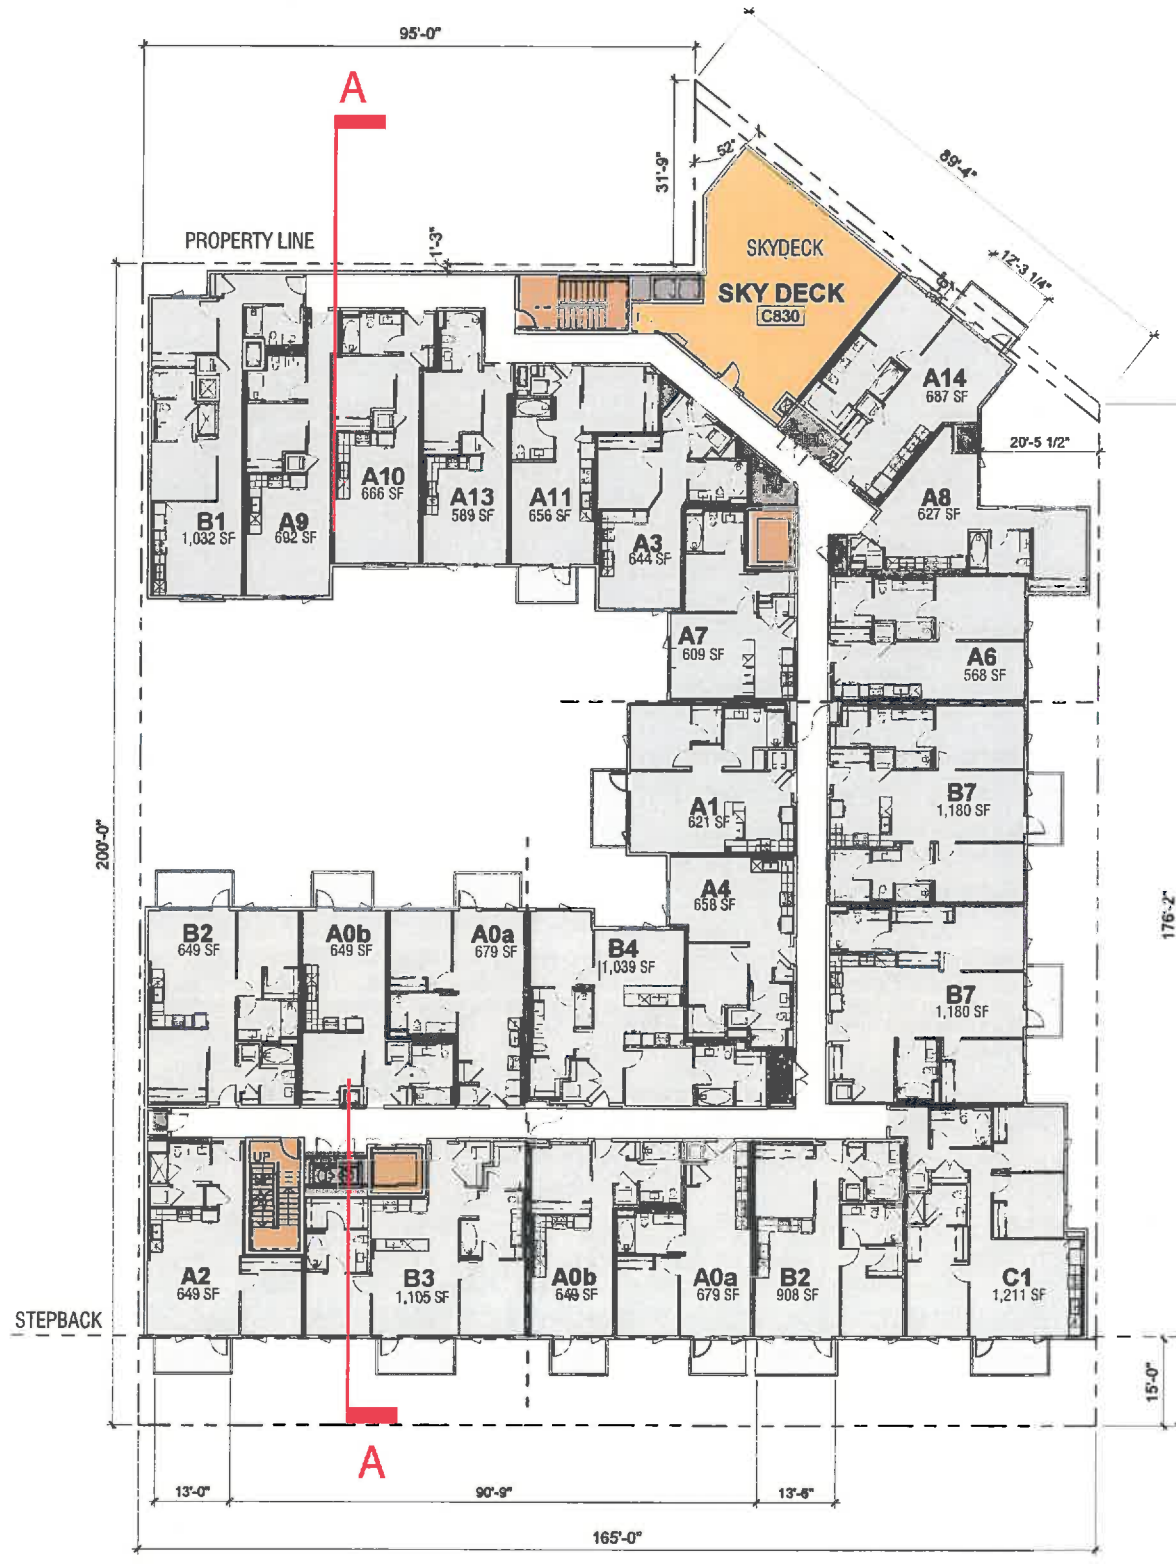 95'-0"
A
31'-9"
52°
89'-4"
PROPERTY LINE
1'-3"
SKYDECK
SKY DECK
C830
12'-3 1/4"
A14
687 SF
20'-5 1/2"
A10
666 SF
A13
589 SF
A11
656 SF
A8
627 SF
B1
1,032 SF
A9
692 SF
A3
644 SF
A7
609 SF
A6
568 SF
A1
621 SF
B7
1,180 SF
200'-0"
A4
658 SF
176'-2"
B2
649 SF
A0b
649 SF
A0a
679 SF
B4
1,039 SF
B7
1,180 SF
UP
A2
649 SF
B3
1,105 SF
A0b
649 SF
A0a
679 SF
B2
908 SF
C1
1,211 SF
STEPBACK
15'-0"
A
13'-0"
90'-9"
13'-6"
165'-0"